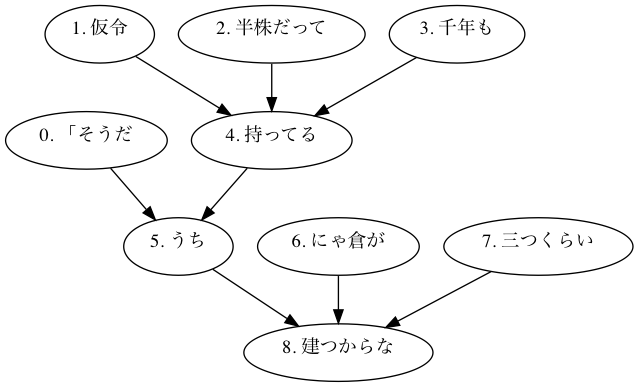 1. 仮令
2. 半株だって
3. 千年も
0. 「そうだ
4. 持ってる
5. うち
6. にゃ倉が
7. 三つくらい
8. 建つからな